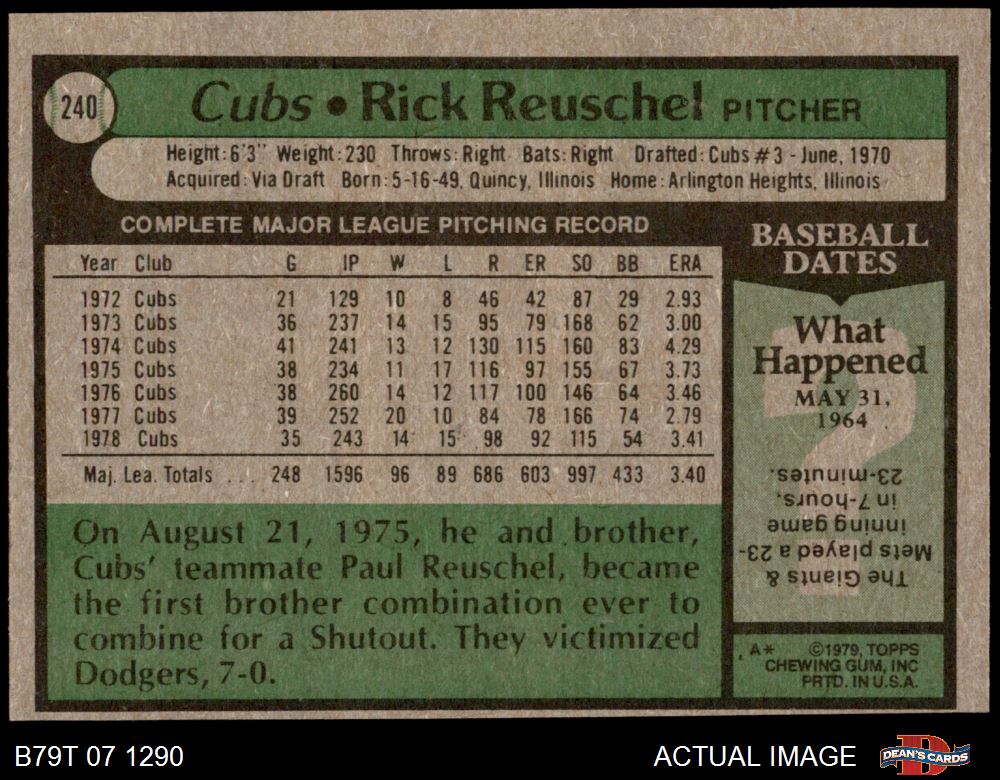 240
Cubs • Rick Reuschel PITCHER
Height: 6'3" Weight: 230 Throws: Right Bats: Right Drafted: Cubs #3 - June, 1970
Acquired: Via Draft Born: 5-16-49, Quincy, Illinois Home: Arlington Heights, Illinois
COMPLETE MAJOR LEAGUE PITCHING RECORD
Year Club G IP W L R ER SO BB ERA
1972 Cubs 21 129 10 8 46 42 87 29 2.93
1973 Cubs 36 237 14 15 95 79 168 62 3.00
1974 Cubs 41 241 13 12 130 115 160 83 4.29
1975 Cubs 38 234 11 17 116 97 155 67 3.73
1976 Cubs 38 260 14 12 117 100 146 64 3.46
1977 Cubs 39 252 20 10 84 78 166 74 2.79
1978 Cubs 35 243 14 15 98 92 115 54 3.41
Maj. Lea. Totals ... 248 1596 96 89 686 603 997 433 3.40
On August 21, 1975, he and brother,
Cubs' teammate Paul Reuschel, became
the first brother combination ever to
combine for a Shutout. They victimized
Dodgers, 7-0.
BASEBALL
DATES
What
Happened
MAY 31,
1964
?
The Giants &
Mets played a 23-
inning game
in 7-hours,
23-minutes.
A* ©1979, TOPPS
CHEWING GUM, INC
PRTD. IN U.S.A.
B79T 07 1290
ACTUAL IMAGE
D
DEAN'S CARDS